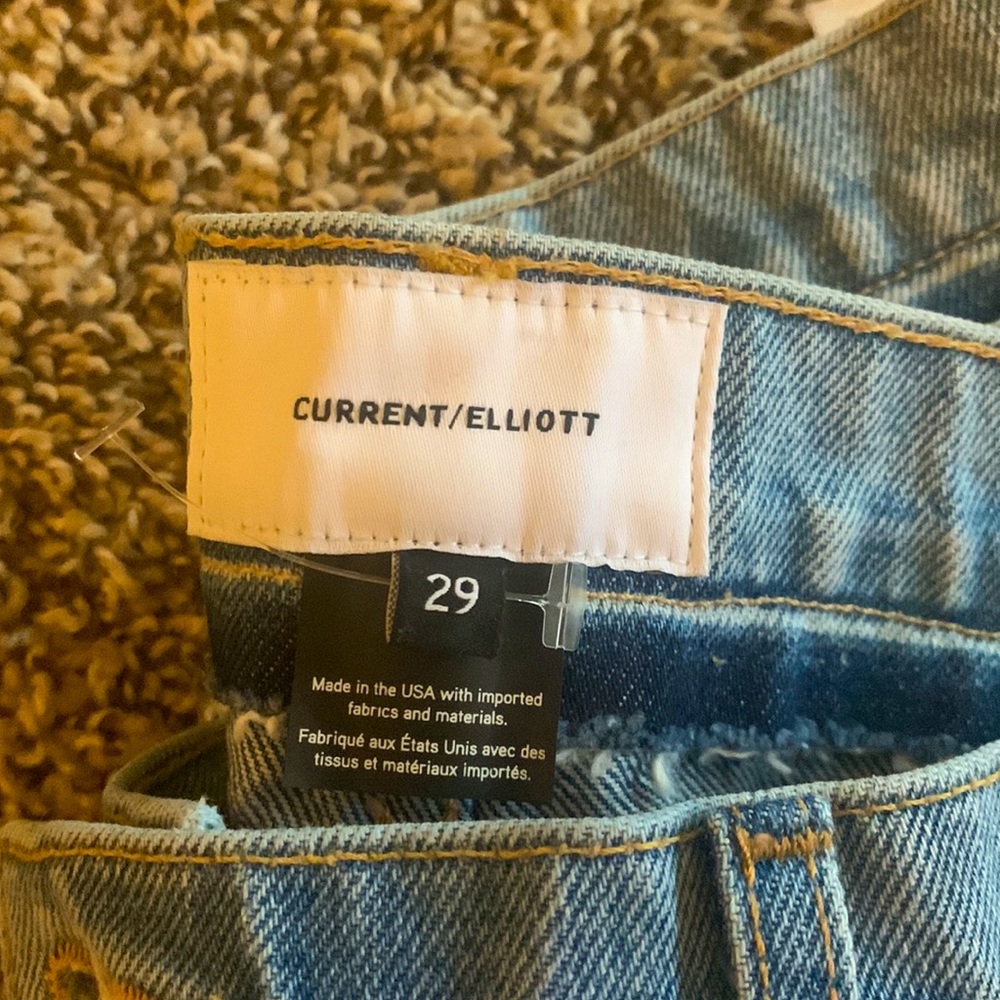 CURRENT/ELLIOTT
29
Made in the USA with imported
fabrics and materials.
Fabriqué aux États Unis avec des
tissus et matériaux importés.